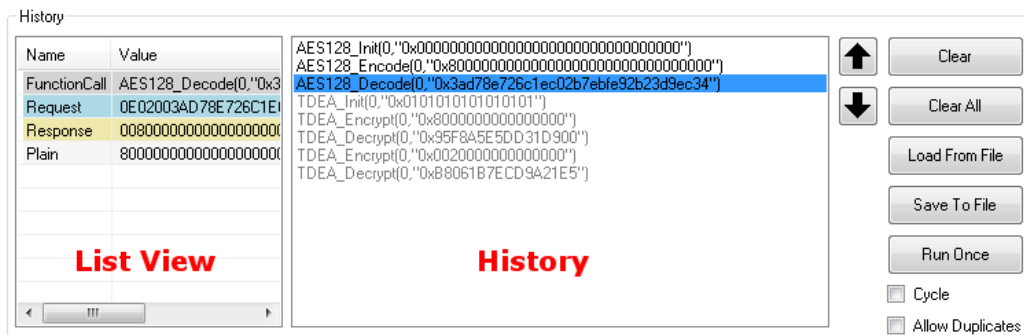 History
Name Value
FunctionCall AES128_Decode(0,"0x3
Request 0E02003AD78E726C1E
Response 0080000000000000000
Plain 80000000000000000000
List View
AES128_Init(0,"0x00000000000000000000000000000000")
AES128_Encode(0,"0x80000000000000000000000000000000")
AES128_Decode(0,"0x3ad78e726c1ec02b7ebfe92b23d9ec34")
TDEA_Init(0,"0x0101010101010101")
TDEA_Encrypt(0,"0x8000000000000000")
TDEA_Decrypt(0,"0x95F8A5E5DD31D900")
TDEA_Encrypt(0,"0x0020000000000000")
TDEA_Decrypt(0,"0xB8061B7ECD9A21E5")
History
Clear
Clear All
Load From File
Save To File
Run Once
Cycle
Allow Duplicates